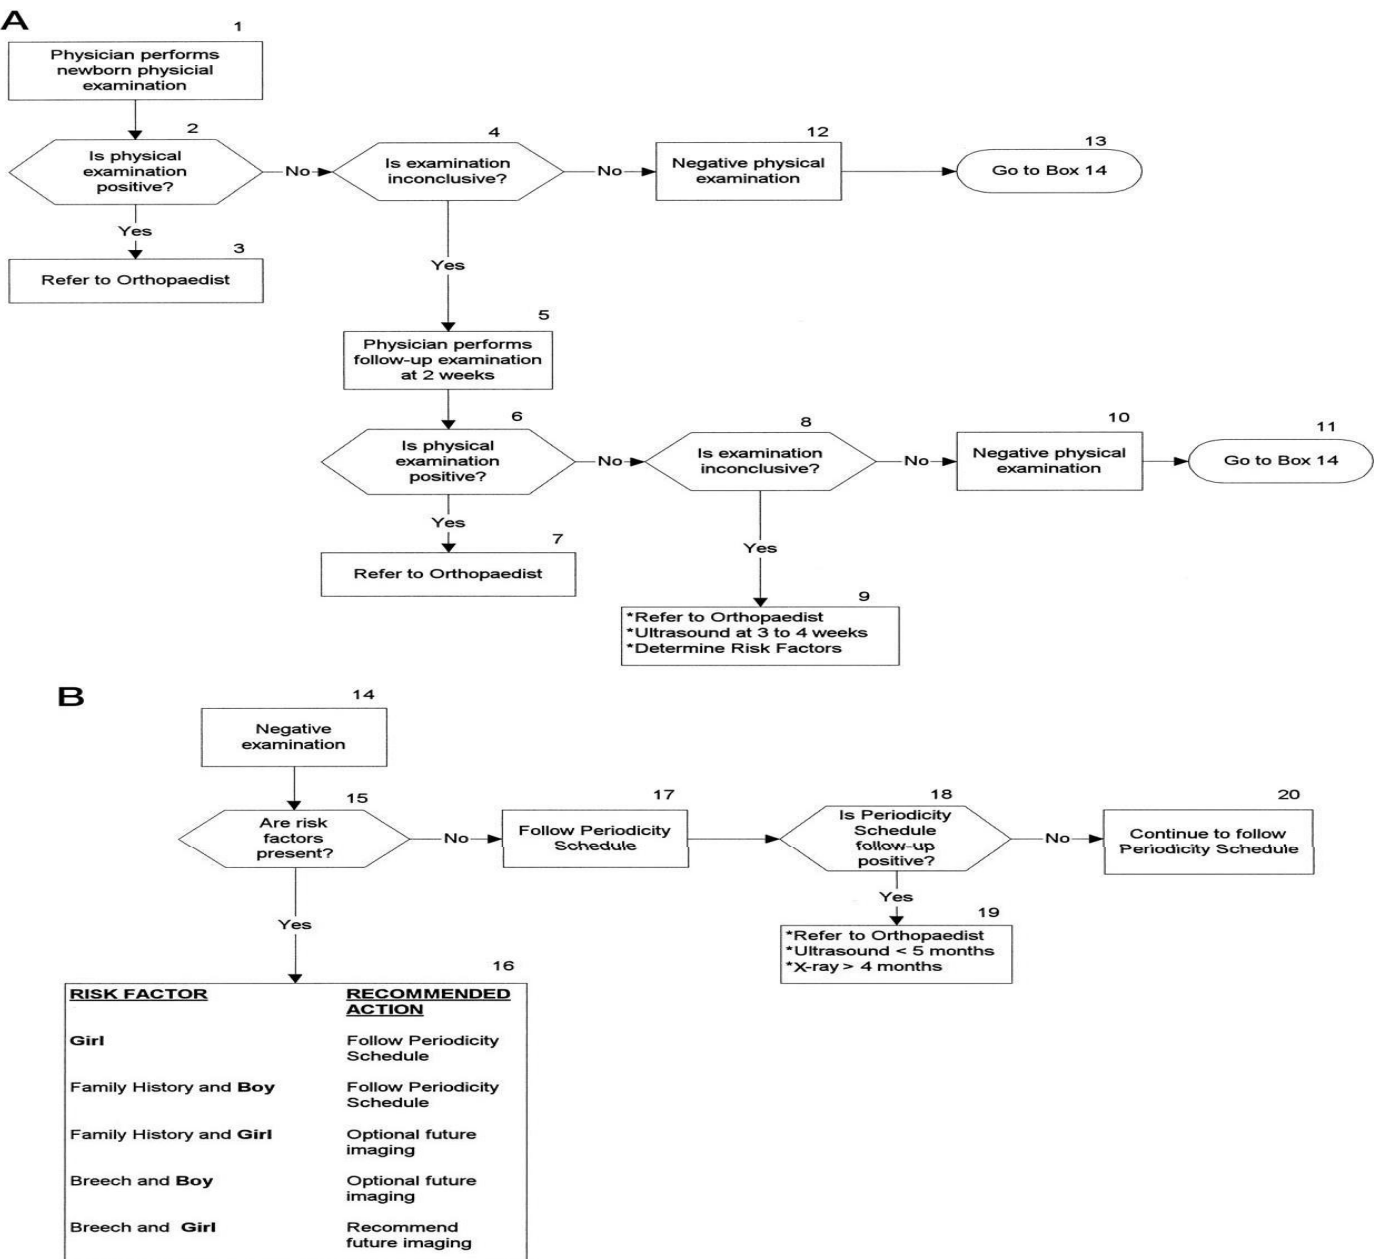 A
1
Physician performs
newborn physicial
examination
2
Is physical
examination
positive?
No
4
Is examination
inconclusive?
No
12
Negative physical
examination
13
Go to Box 14
Yes
3
Refer to Orthopaedist
Yes
5
Physician performs
follow-up examination
at 2 weeks
6
Is physical
examination
positive?
No
8
Is examination
inconclusive?
No
10
Negative physical
examination
11
Go to Box 14
Yes
7
Refer to Orthopaedist
Yes
9
*Refer to Orthopaedist
*Ultrasound at 3 to 4 weeks
*Determine Risk Factors
B
14
Negative
examination
15
Are risk
factors
present?
No
17
Follow Periodicity
Schedule
18
Is Periodicity
Schedule
follow-up
positive?
No
20
Continue to follow
Periodicity Schedule
Yes
19
*Refer to Orthopaedist
*Ultrasound < 5 months
*X-ray > 4 months
Yes
16
RISK FACTOR RECOMMENDED
ACTION
Girl Follow Periodicity
Schedule
Family History and Boy Follow Periodicity
Schedule
Family History and Girl Optional future
imaging
Breech and Boy Optional future
imaging
Breech and Girl Recommend
future imaging